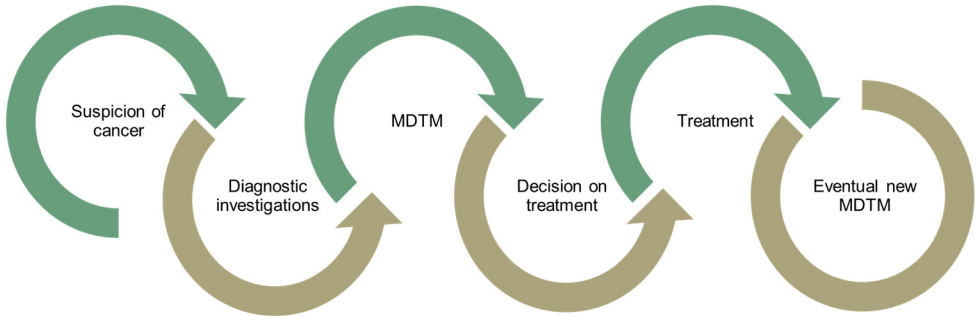 Suspicion of
cancer
Diagnostic
investigations
MDTM
Decision on
treatment
Treatment
Eventual new
MDTM